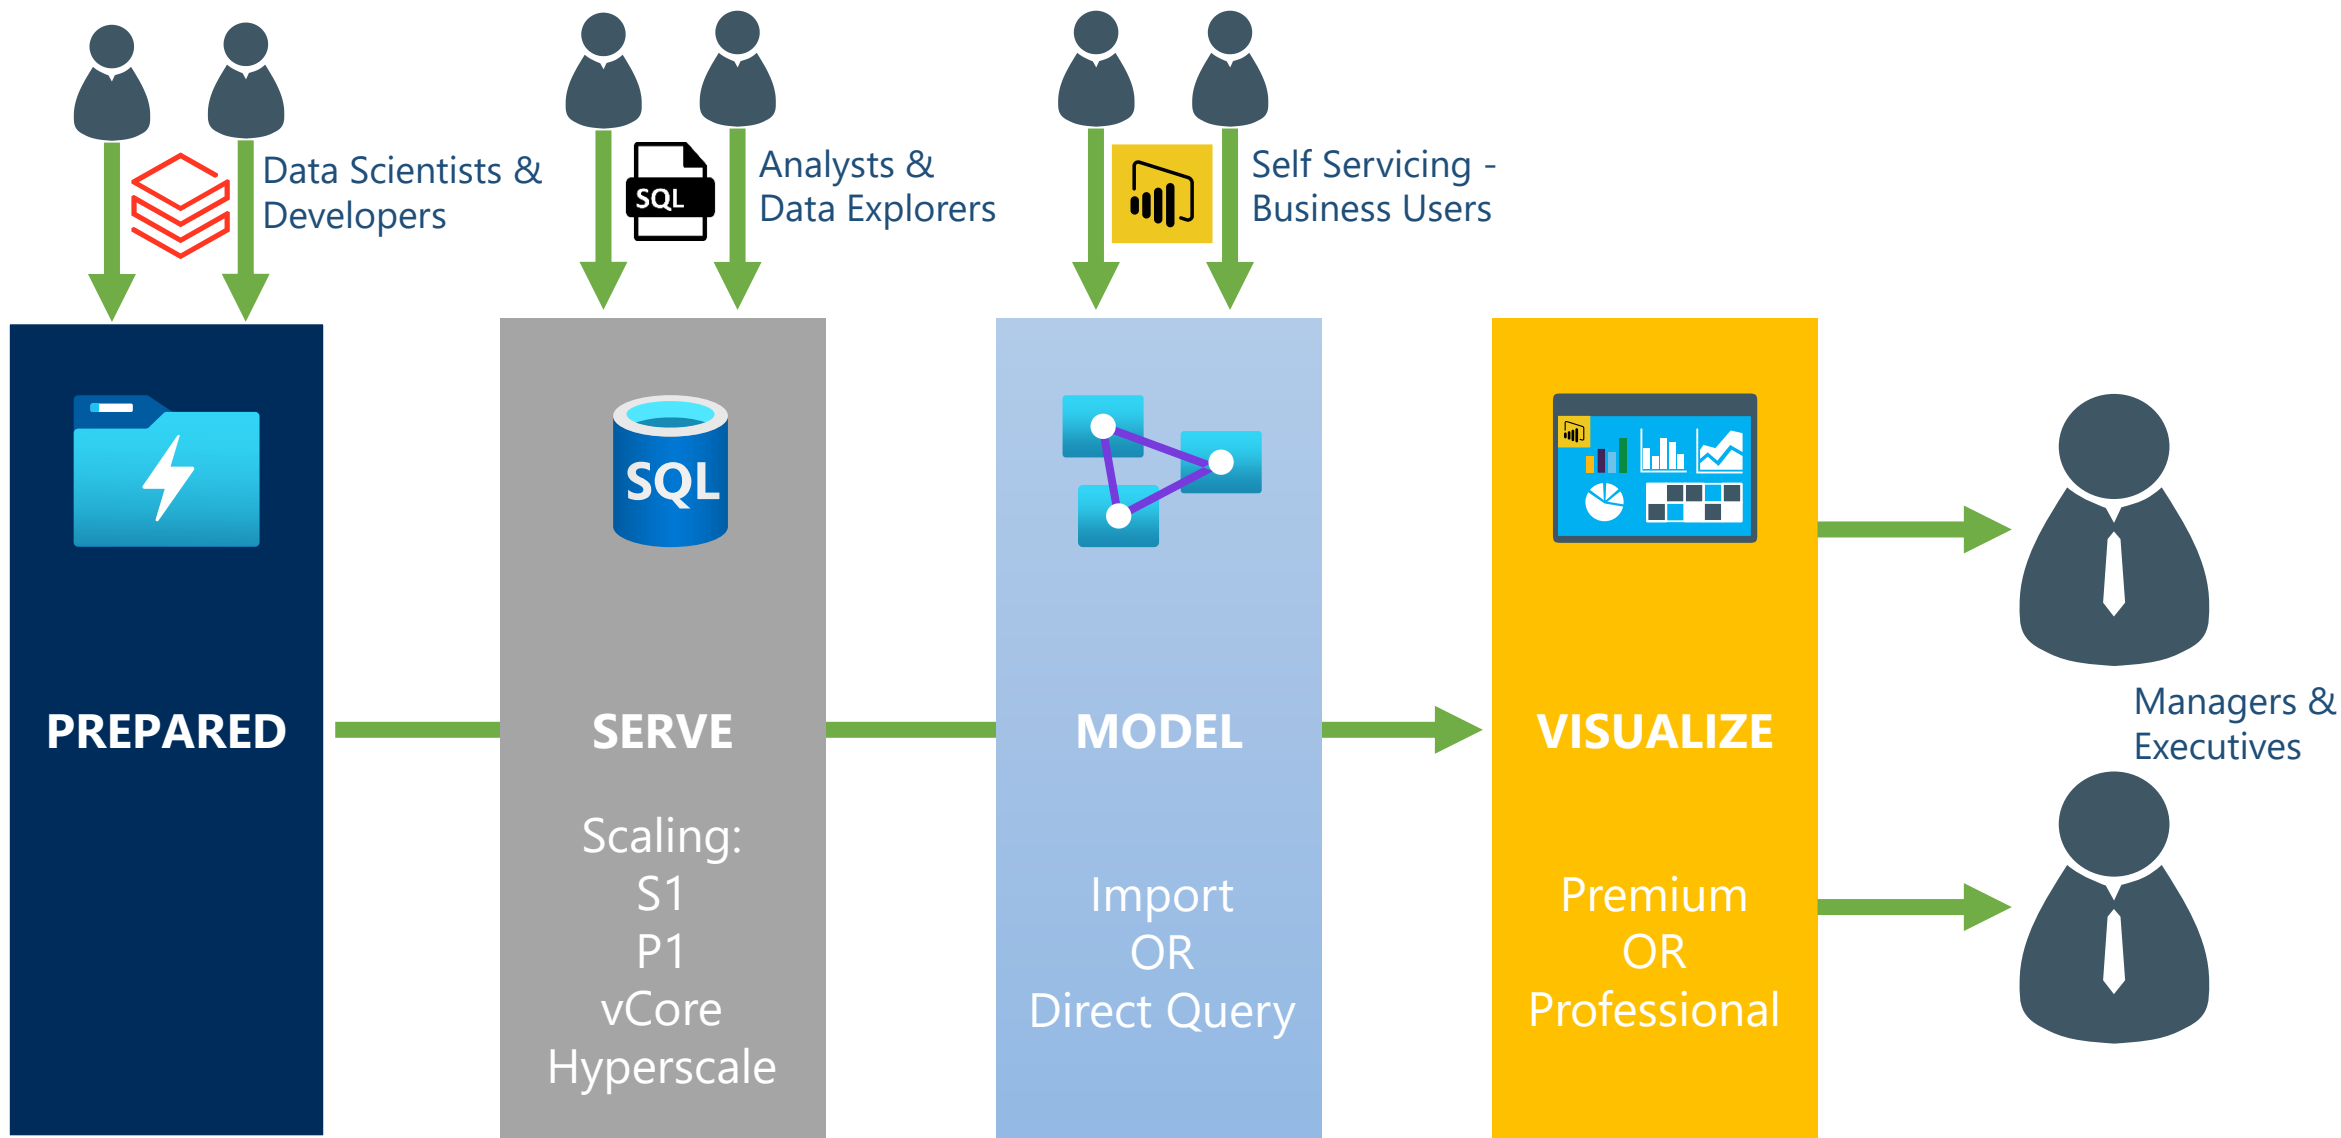 Data Scientists &
Developers
SQL
Analysts &
Data Explorers
Self Servicing -
Business Users
PREPARED
SQL
SERVE
Scaling:
S1
P1
vCore
Hyperscale
MODEL
Import
OR
Direct Query
VISUALIZE
Premium
OR
Professional
Managers &
Executives